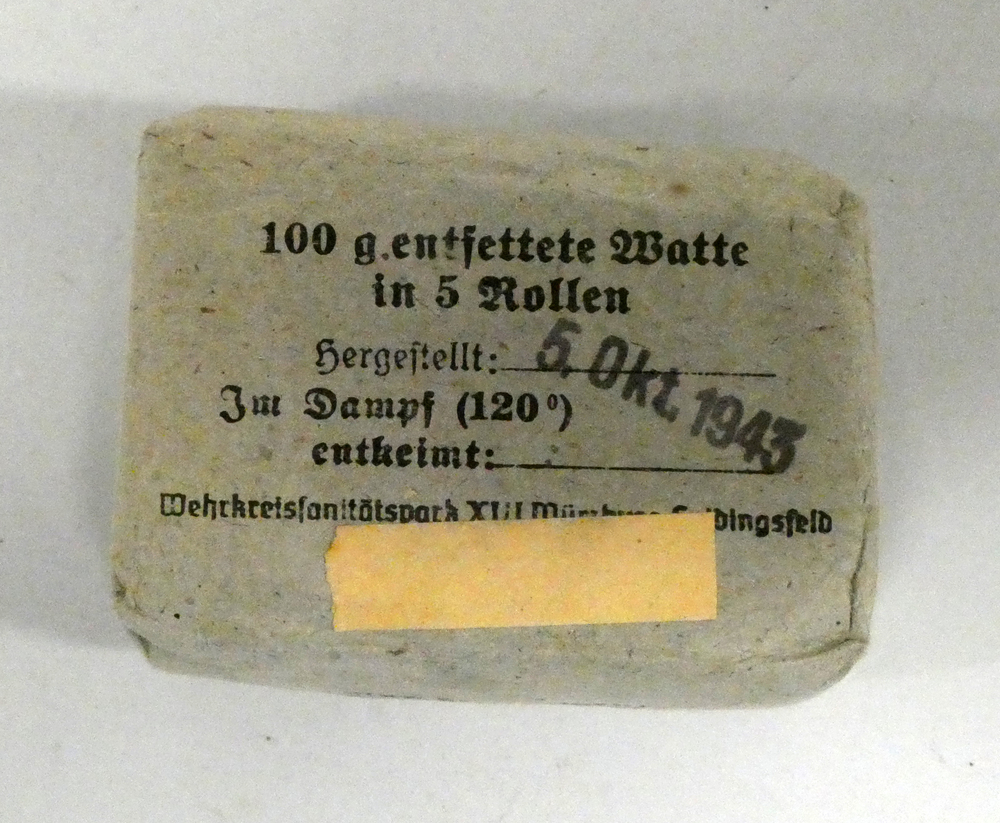 100 g.entfettete Watte
in 5 Rollen
Hergestellt: 5. Okt. 1943
Im Dampf (120°)
entkeimt:
Wehrkreissanitätspark XIII